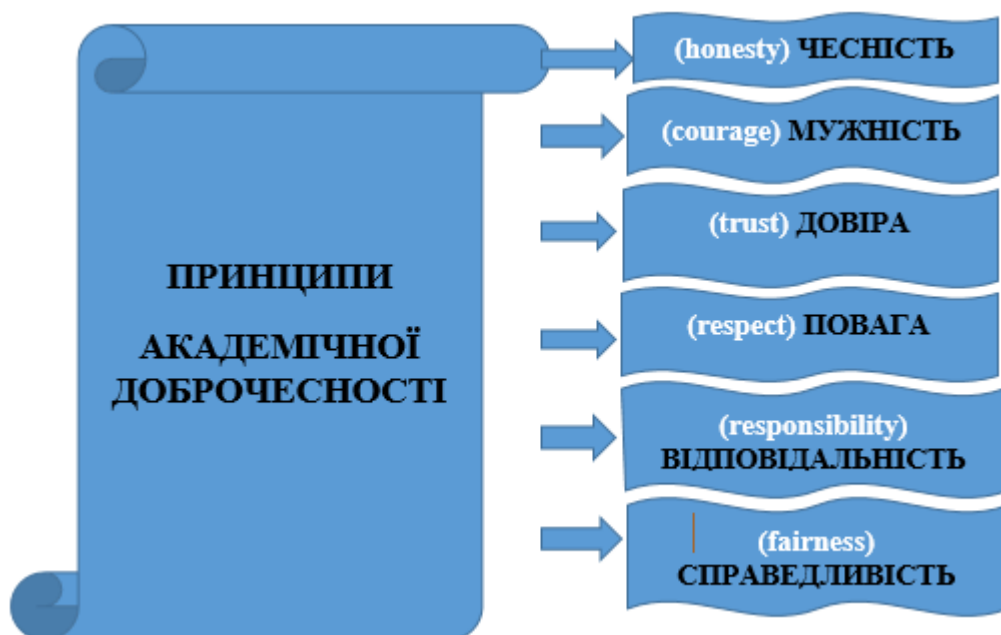 ПРИНЦИПИ
АКАДЕМІЧНОЇ
ДОБРОЧЕСНОСТІ
(honesty) ЧЕСНІСТЬ
(courage) МУЖНІСТЬ
(trust) ДОВІРА
(respect) ПОВАГА
(responsibility)
ВІДПОВІДАЛЬНІСТЬ
(fairness)
СПРАВЕДЛИВІСТЬ